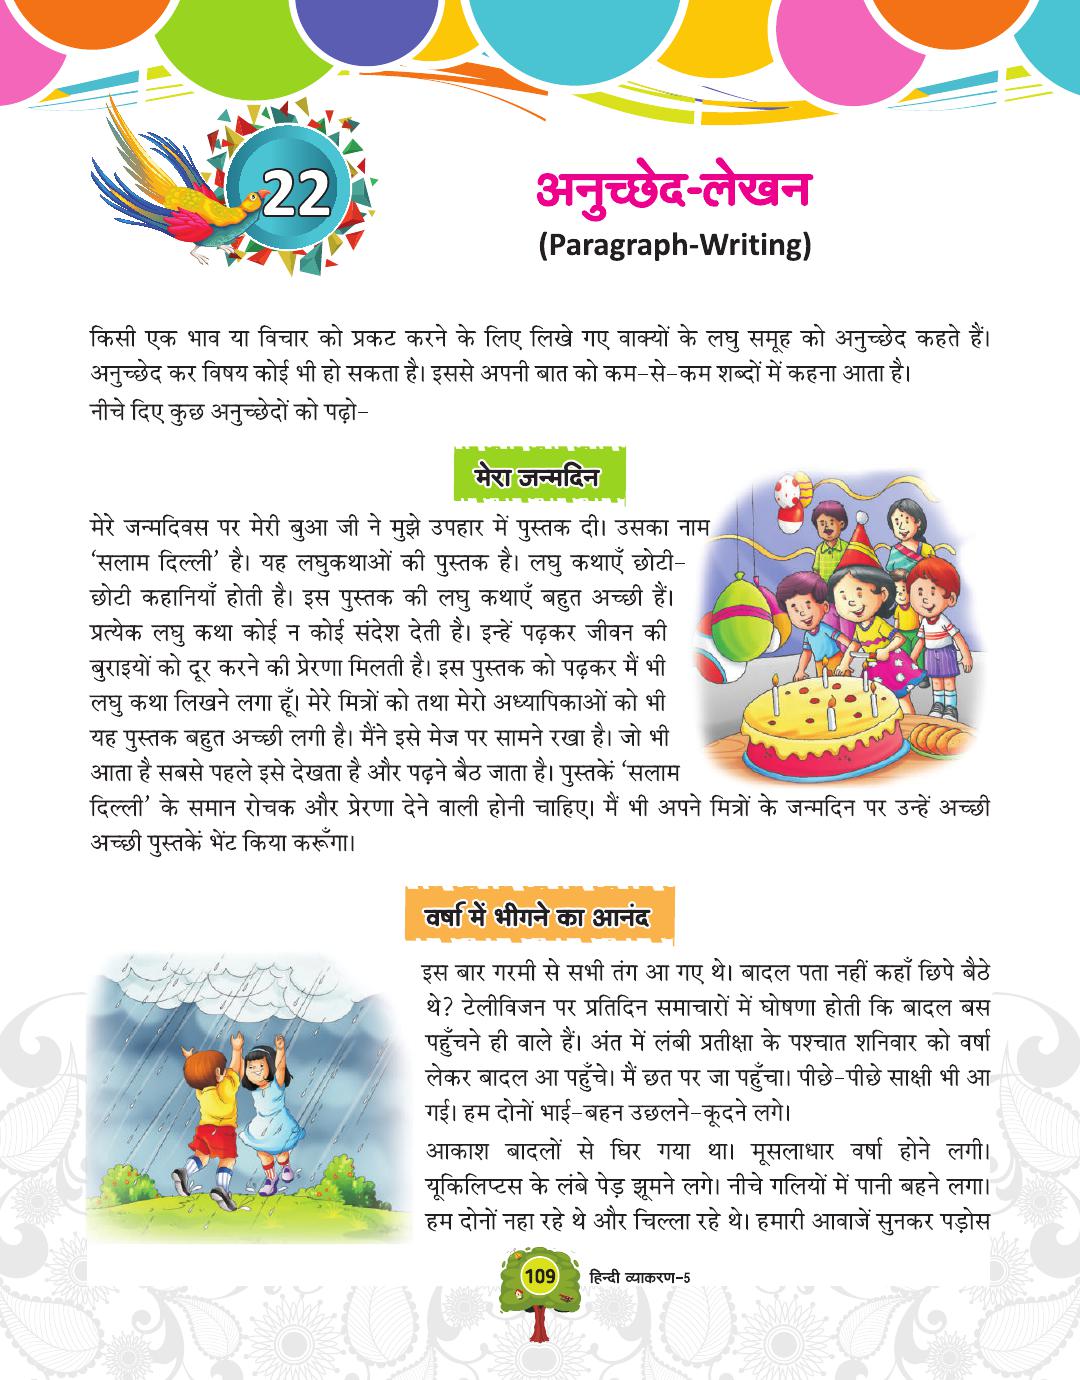 22
अनुच्छेद-लेखन
(Paragraph-Writing)
किसी एक भाव या विचार को प्रकट करने के लिए लिखे गए वाक्यों के लघु समूह को अनुच्छेद कहते हैं।
अनुच्छेद कर विषय कोई भी हो सकता है। इससे अपनी बात को कम-से-कम शब्दों में कहना आता है।
नीचे दिए कुछ अनुच्छेदों को पढ़ो-
मेरा जन्मदिन
मेरे जन्मदिवस पर मेरी बुआ जी ने मुझे उपहार में पुस्तक दी। उसका नाम
‘सलाम दिल्ली’ है। यह लघुकथाओं की पुस्तक है। लघु कथाएँ छोटी-
छोटी कहानियाँ होती है। इस पुस्तक की लघु कथाएँ बहुत अच्छी हैं।
प्रत्येक लघु कथा कोई न कोई संदेश देती है। इन्हें पढ़कर जीवन की
बुराइयों को दूर करने की प्रेरणा मिलती है। इस पुस्तक को पढ़कर मैं भी
लघु कथा लिखने लगा हूँ। मेरे मित्रों को तथा मेरो अध्यापिकाओं को भी
यह पुस्तक बहुत अच्छी लगी है। मैंने इसे मेज पर सामने रखा है। जो भी
आता है सबसे पहले इसे देखता है और पढ़ने बैठ जाता है। पुस्तकें ‘सलाम
दिल्ली’ के समान रोचक और प्रेरणा देने वाली होनी चाहिए। मैं भी अपने मित्रों के जन्मदिन पर उन्हें अच्छी
अच्छी पुस्तकें भेंट किया करूँगा।
वर्षा में भीगने का आनंद
इस बार गरमी से सभी तंग आ गए थे। बादल पता नहीं कहाँ छिपे बैठे
थे? टेलीविजन पर प्रतिदिन समाचारों में घोषणा होती कि बादल बस
पहुँचने ही वाले हैं। अंत में लंबी प्रतीक्षा के पश्चात शनिवार को वर्षा
लेकर बादल आ पहुँचे। मैं छत पर जा पहुँचा। पीछे-पीछे साक्षी भी आ
गई। हम दोनों भाई-बहन उछलने-कूदने लगे।
आकाश बादलों से घिर गया था। मूसलाधार वर्षा होने लगी।
यूकिलिप्टस के लंबे पेड़ झूमने लगे। नीचे गलियों में पानी बहने लगा।
हम दोनों नहा रहे थे और चिल्ला रहे थे। हमारी आवाजें सुनकर पड़ोस
109 हिन्दी व्याकरण-5